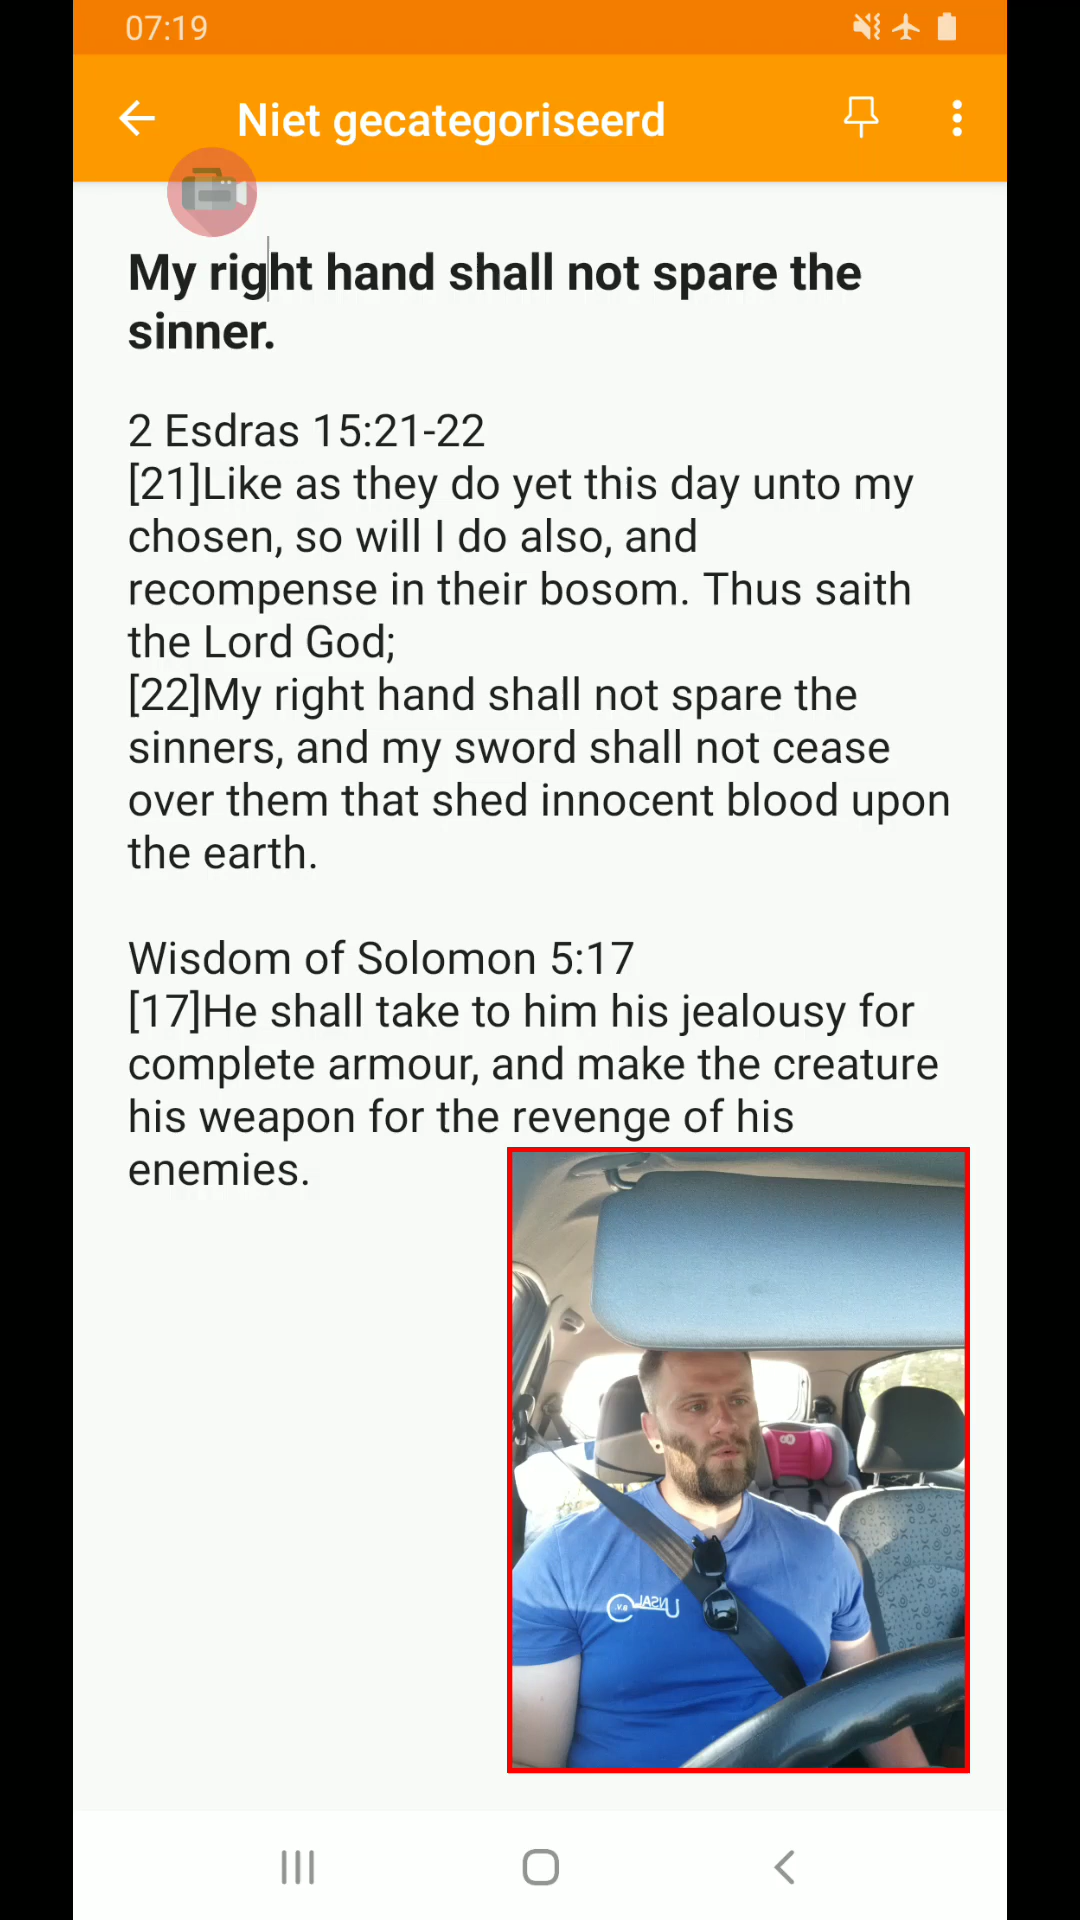 07:19
Niet gecategoriseerd
My right hand shall not spare the
sinner.
2 Esdras 15:21-22
[21]Like as they do yet this day unto my
chosen, so will I do also, and
recompense in their bosom. Thus saith
the Lord God;
[22]My right hand shall not spare the
sinners, and my sword shall not cease
over them that shed innocent blood upon
the earth.
Wisdom of Solomon 5:17
[17]He shall take to him his jealousy for
complete armour, and make the creature
his weapon for the revenge of his
enemies.
UNSAL B.V.